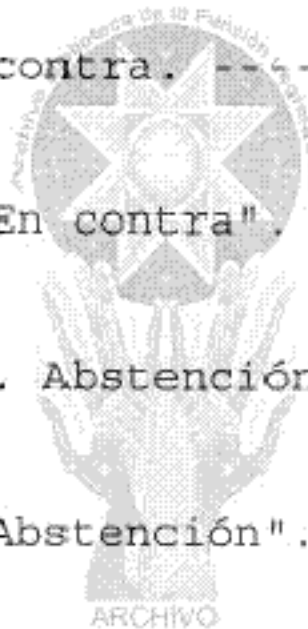 contra. ----
En contra".
. Abstención
Abstención".
ARCHIVO